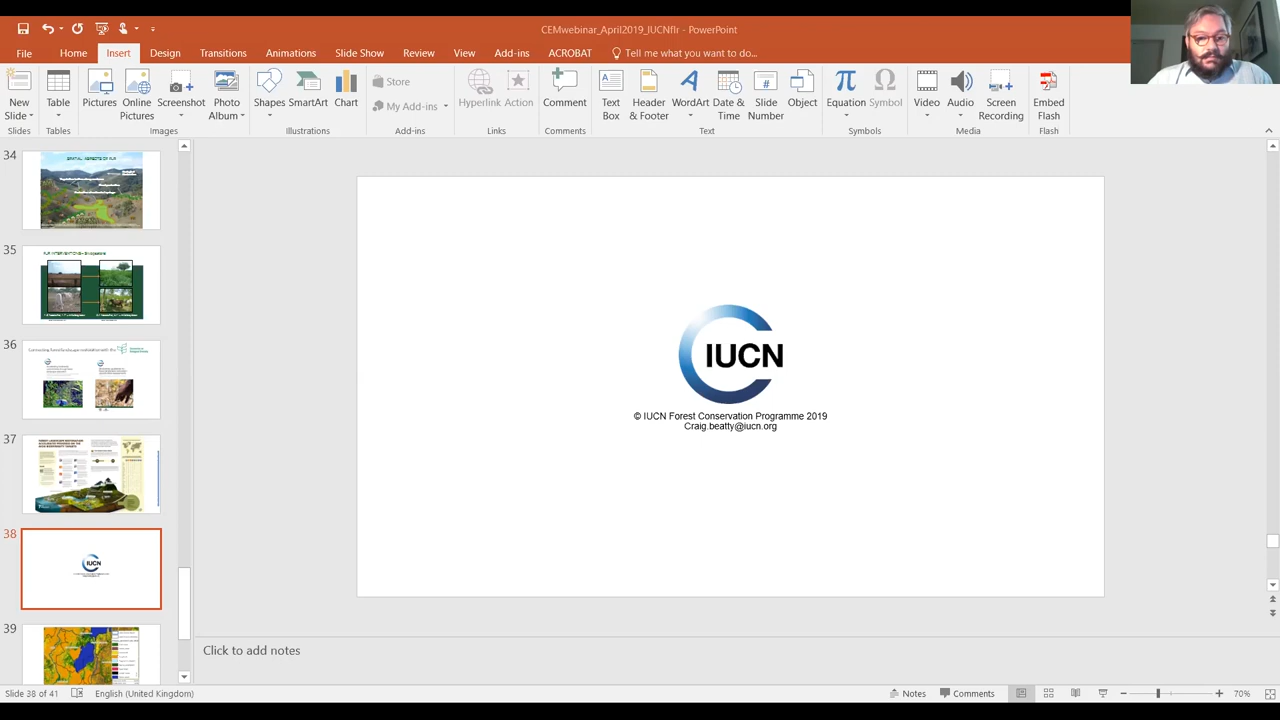 CEMwebinar_April2019_IUCNflr - PowerPoint
File Home Insert Design Transitions Animations Slide Show Review View Add-ins ACROBAT Tell me what you want to do...
New Slide
Table
Pictures
Online Pictures
Screenshot
Photo Album
Shapes
SmartArt
Chart
Store
My Add-ins
Hyperlink
Action
Comment
Text Box
Header & Footer
WordArt
Date & Time
Slide Number
Object
Equation
Symbol
Video
Audio
Screen Recording
Embed Flash
Slides Tables Images Illustrations Add-ins Links Comments Text Symbols Media Flash
34
35
36
37
38
IUCN
39
IUCN
© IUCN Forest Conservation Programme 2019
Craig.beatty@iucn.org
Click to add notes
Slide 38 of 41 English (United Kingdom) Notes Comments 70%